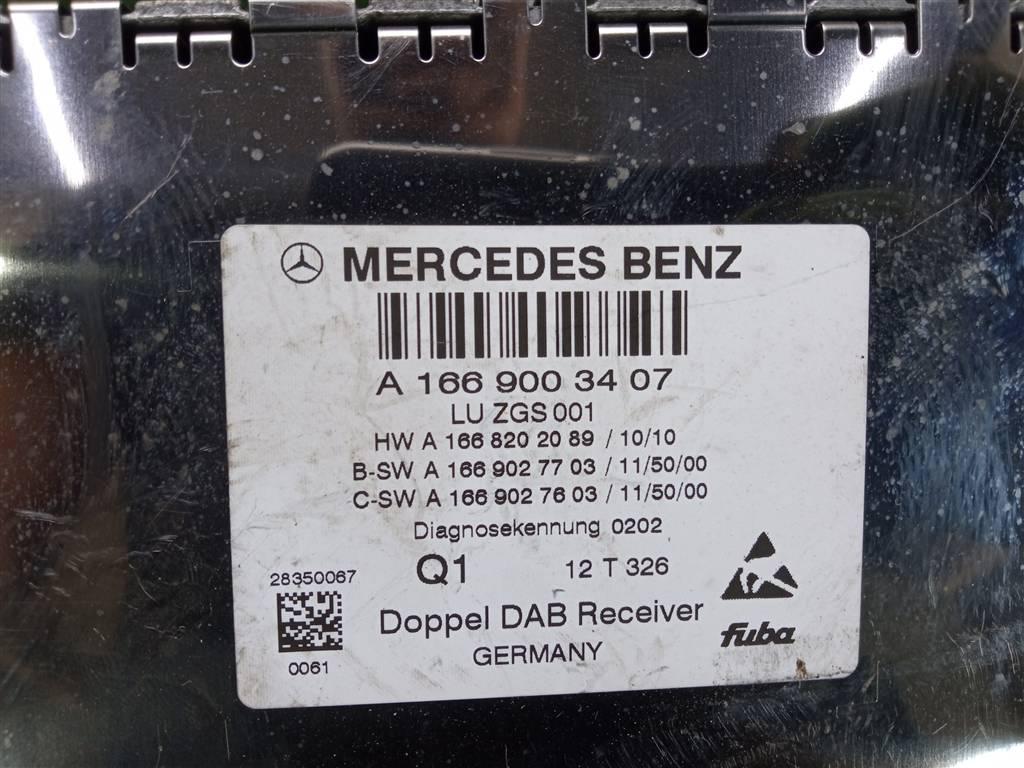 MERCEDES BENZ
A 166 900 34 07
LU ZGS 001
HW A 166 820 20 89 / 10/10
B-SW A 166 902 77 03 / 11/50/00
C-SW A 166 902 76 03 / 11/50/00
Diagnosekennung 0202
Q1 12 T 326
28350067
0061
Doppel DAB Receiver
GERMANY
fuba